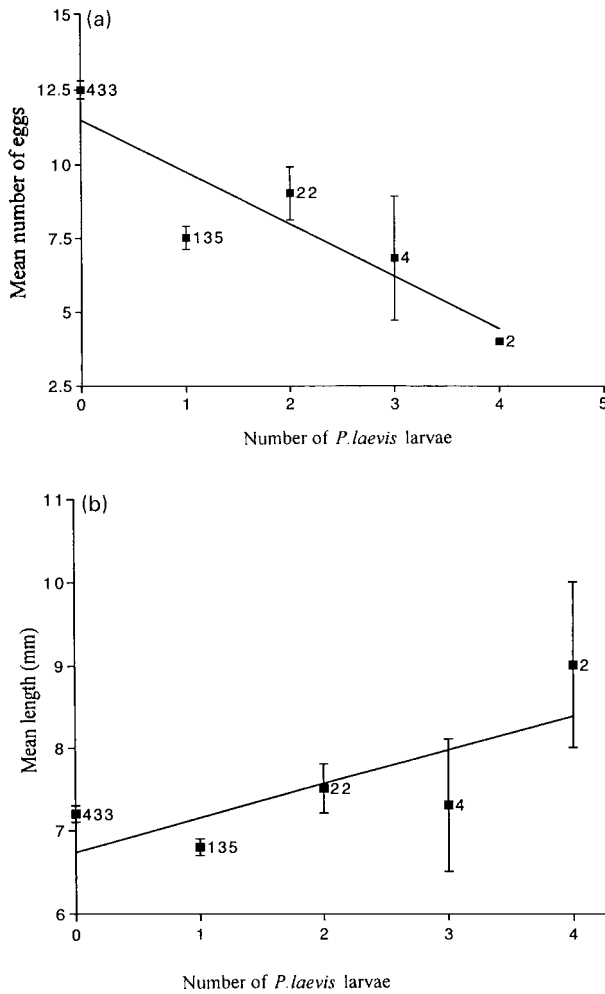 (a)
15
12.5
10
7.5
5
2.5
Mean number of eggs
433
135
22
4
2
0 1 2 3 4 5
Number of P.laevis larvae
(b)
11
10
9
8
7
6
Mean length (mm)
433
135
22
4
2
0 1 2 3 4
Number of P.laevis larvae